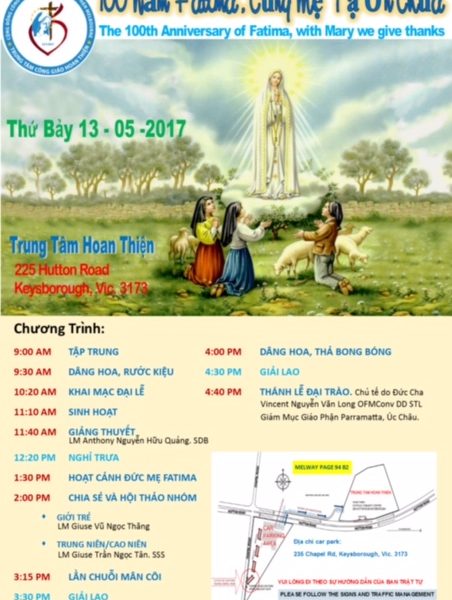 100 Năm Fatima, Cùng Mẹ Tạ Ơn Chúa
The 100th Anniversary of Fatima, with Mary we give thanks
Thứ Bảy 13 - 05 -2017
Trung Tâm Hoan Thiện
225 Hutton Road
Keysborough, Vic. 3173
Chương Trình:
9:00 AM TẬP TRUNG
9:30 AM DÂNG HOA, RƯỚC KIỆU
10:20 AM KHAI MẠC ĐẠI LỄ
11:10 AM SINH HOẠT
11:40 AM GIẢNG THUYẾT
LM Anthony Nguyễn Hữu Quảng. SDB
12:20 PM NGHỈ TRƯA
1:30 PM HOẠT CẢNH ĐỨC MẸ FATIMA
2:00 PM CHIA SẺ VÀ HỘI THẢO NHÓM
• GIỚI TRẺ
LM Giuse Vũ Ngọc Thăng
• TRUNG NIÊN/CAO NIÊN
LM Giuse Trần Ngọc Tân. SSS
3:15 PM LẦN CHUỖI MÂN CÔI
3:30 PM GIẢI LAO
4:00 PM DÂNG HOA, THẢ BONG BÓNG
4:30 PM GIẢI LAO
4:40 PM THÁNH LỄ ĐẠI TRÀO. Chủ tế do Đức Cha
Vincent Nguyễn Văn Long OFMConv DD STL
Giám Mục Giáo Phận Parramatta, Úc Châu.
MELWAY PAGE 94 B2
TRUNG TÂM HOAN THIỆN
CAR
PARKING
AREA
Địa chỉ car park:
236 Chapel Rd, Keysborough, Vic. 3173
VUI LÒNG ĐI THEO SỰ HƯỚNG DẪN CỦA BAN TRẬT TỰ
PLEASE FOLLOW THE SIGNS AND TRAFFIC MANAGEMENT